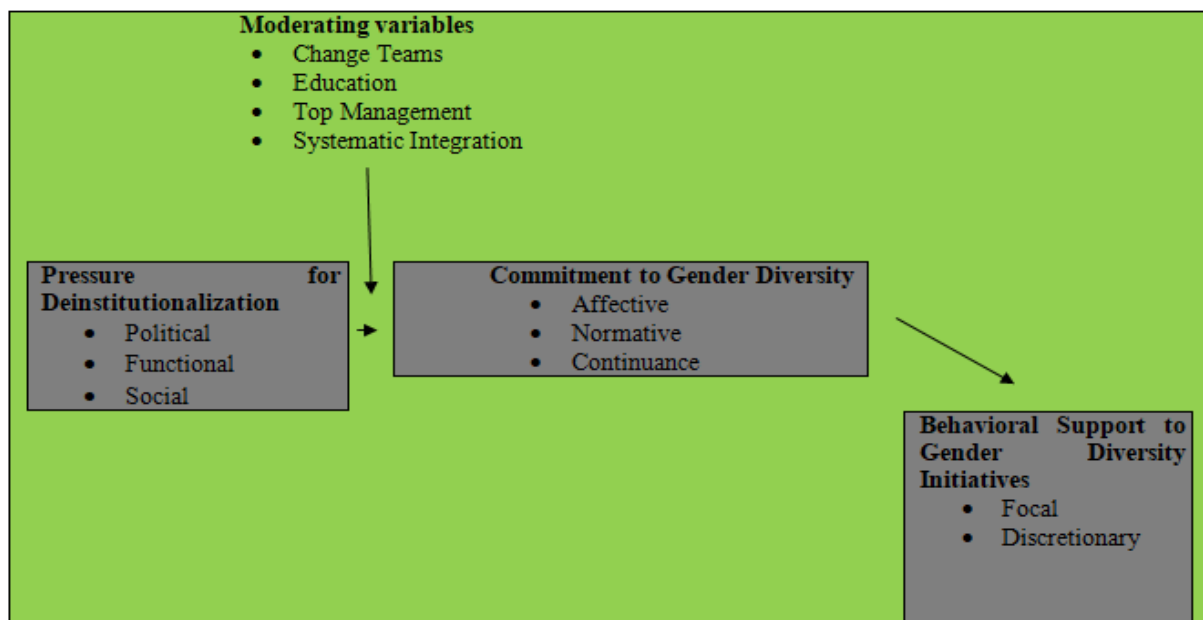 Moderating variables
• Change Teams
• Education
• Top Management
• Systematic Integration
Pressure for
Deinstitutionalization
• Political
• Functional
• Social
Commitment to Gender Diversity
• Affective
• Normative
• Continuance
Behavioral Support to
Gender Diversity
Initiatives
• Focal
• Discretionary